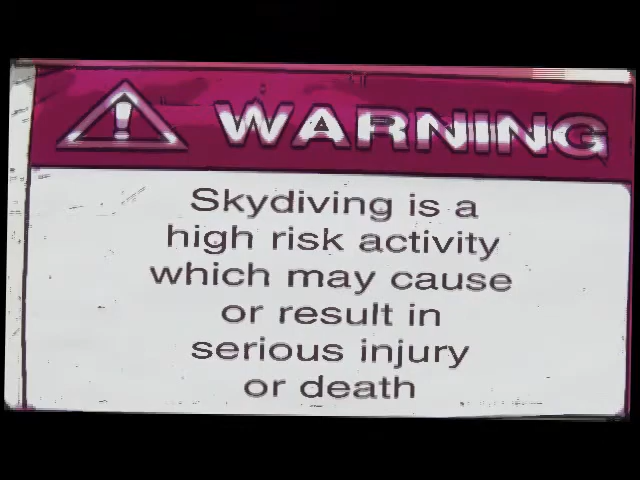 WARNING
Skydiving is a
high risk activity
which may cause
or result in
serious injury
or death